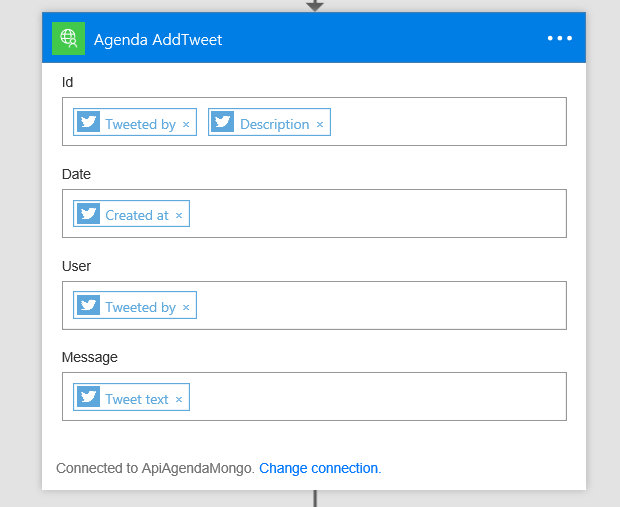 Agenda AddTweet
Id
Tweeted by × Description ×
Date
Created at ×
User
Tweeted by ×
Message
Tweet text ×
Connected to ApiAgendaMongo. Change connection.